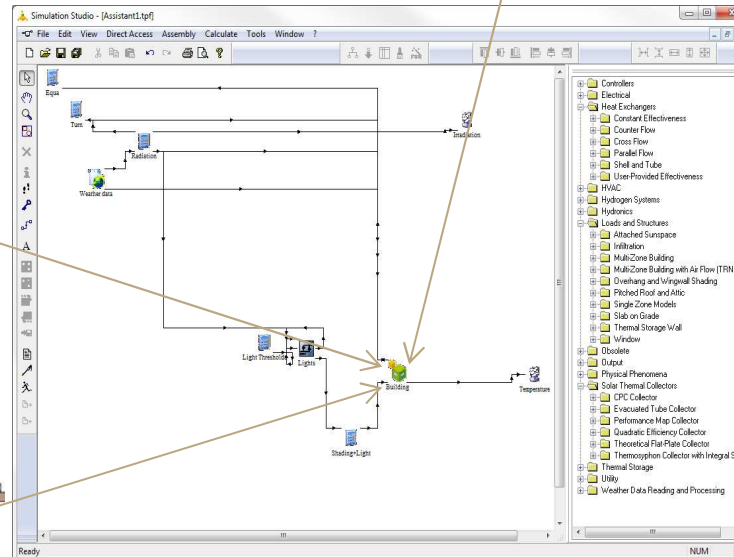 Simulation Studio - [Assistant1.tpf]
File Edit View Direct Access Assembly Calculate Tools Window ?
Equa
Turn
Radiation
Irradiation
Weather data
Light Threshold
Lights
Building
Temperature
Shading+Light
Controllers
Electrical
Heat Exchangers
Constant Effectiveness
Counter Flow
Cross Flow
Parallel Flow
Shell and Tube
User-Provided Effectiveness
HVAC
Hydrogen Systems
Hydronics
Loads and Structures
Attached Sunspace
Infiltration
Multi-Zone Building
Multi-Zone Building with Air Flow (TRN
Overhang and Wingwall Shading
Pitched Roof and Attic
Single Zone Models
Slab on Grade
Thermal Storage Wall
Window
Obsolete
Output
Physical Phenomena
Solar Thermal Collectors
CPC Collector
Evacuated Tube Collector
Performance Map Collector
Quadratic Efficiency Collector
Theoretical Flat-Plate Collector
Thermosyphon Collector with Integral S
Thermal Storage
Utility
Weather Data Reading and Processing
Ready
NUM